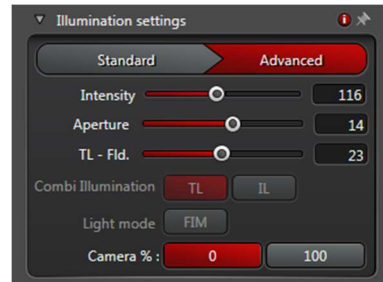 Illumination settings
Standard Advanced
Intensity 116
Aperture 14
TL - Fld. 23
Combi Illumination TL IL
Light mode FIM
Camera % : 0 100